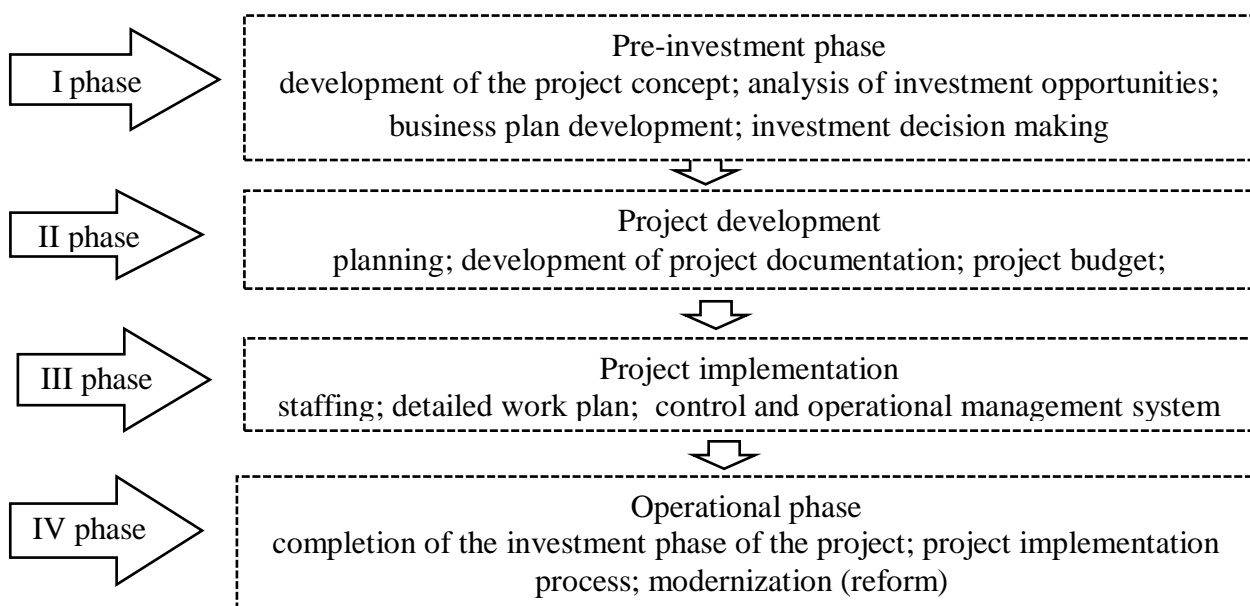 I phase
Pre-investment phase
development of the project concept; analysis of investment opportunities;
business plan development; investment decision making
II phase
Project development
planning; development of project documentation; project budget;
III phase
Project implementation
staffing; detailed work plan;  control and operational management system
IV phase
Operational phase
completion of the investment phase of the project; project implementation
process; modernization (reform)